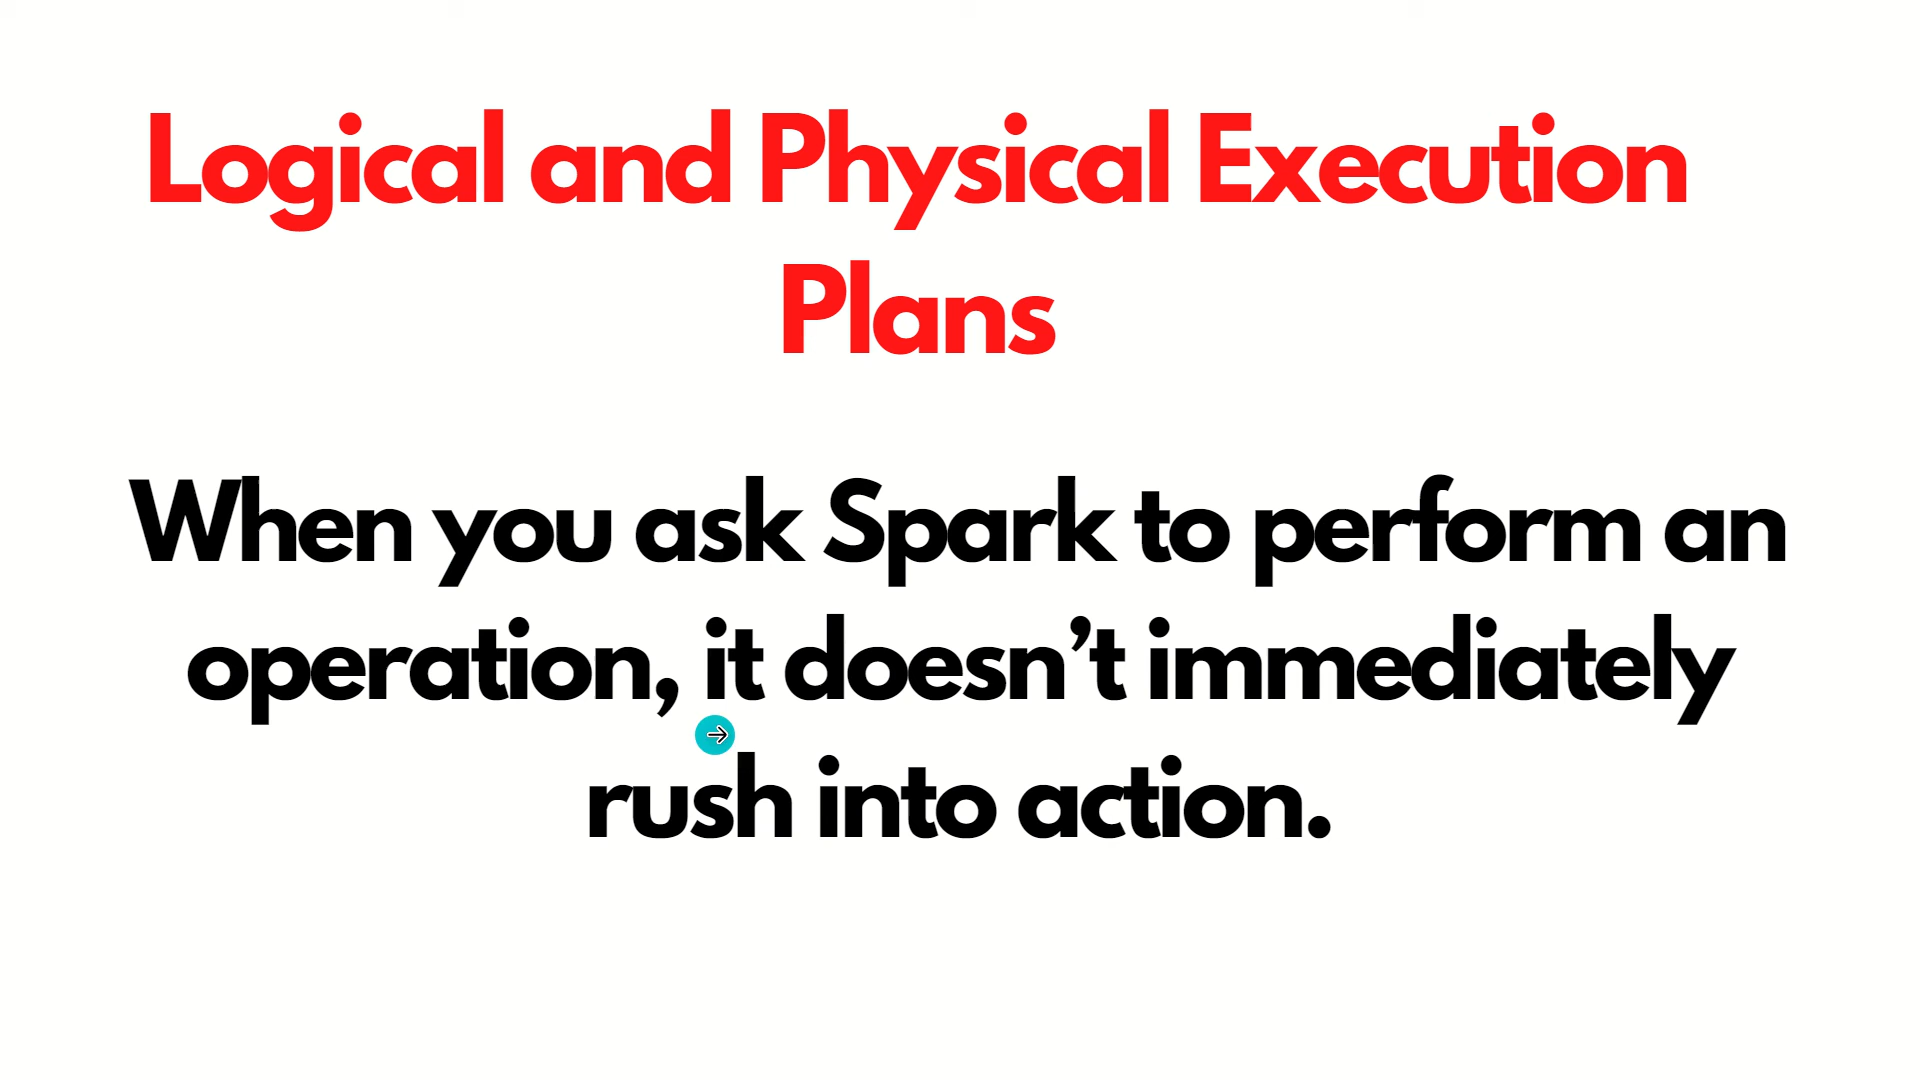 Logical and Physical Execution
Plans
When you ask Spark to perform an
operation, it doesn’t immediately
rush into action.